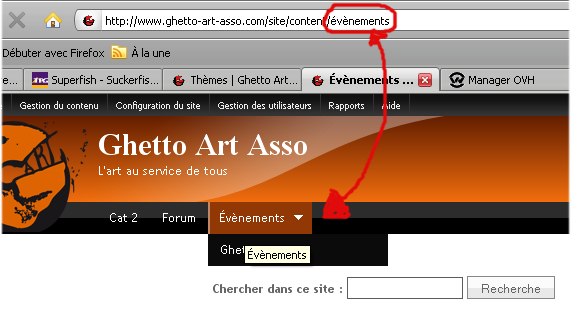 http://www.ghetto-art-asso.com/site/content/évènements
Débuter avec Firefox À la une
e... Superfish - Suckerfis... Thèmes | Ghetto Art... Évènements ... Manager OVH
Gestion du contenu Configuration du site Gestion des utilisateurs Rapports Aide
Ghetto Art Asso
L'art au service de tous
Cat 2 Forum Évènements
Évènements
Chercher dans ce site : Recherche